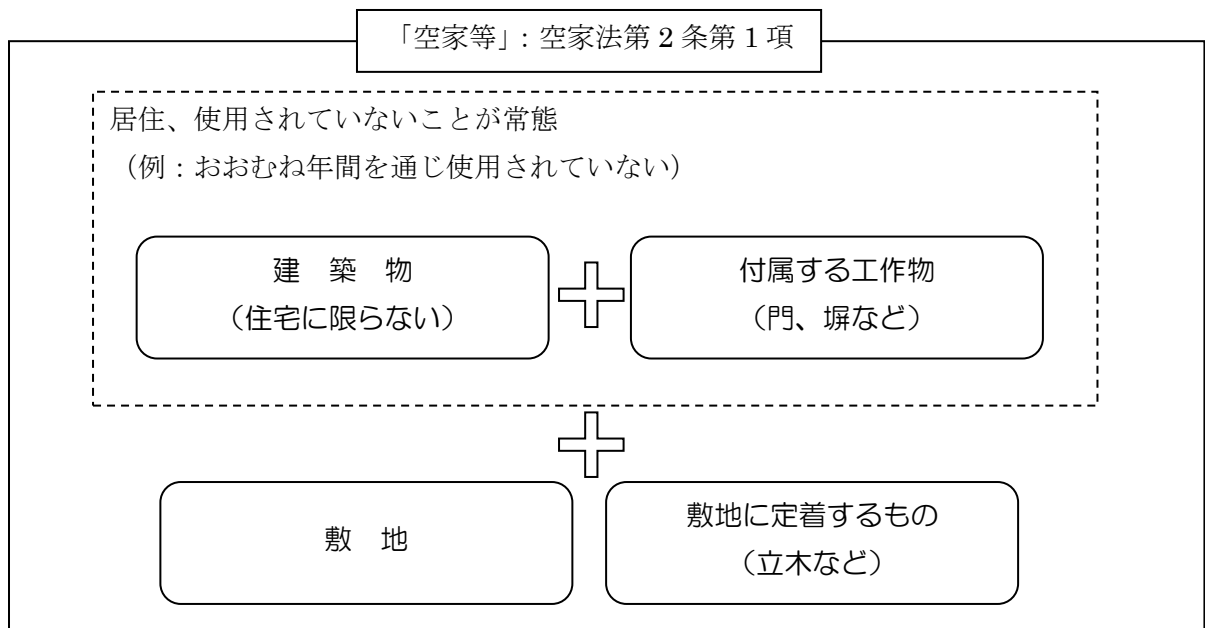 「空家等」：空家法第2条第1項
居住、使用されていないことが常態
（例：おおむね年間を通じ使用されていない）
建　築　物
（住宅に限らない）
付属する工作物
（門、塀など）
敷　地
敷地に定着するもの
（立木など）